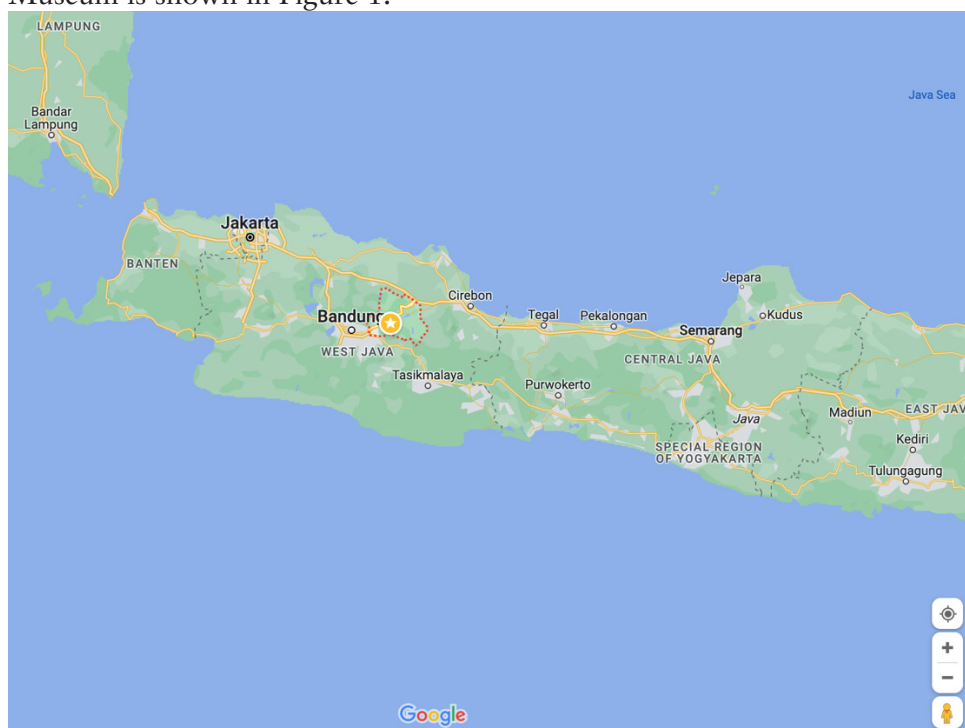 Museum is shown in Figure 1.
LAMPUNG
Java Sea
Bandar
Lampung
Jakarta
BANTEN
Jepara
Cirebon
Bandung
Tegal
Pekalongan
Kudus
Semarang
WEST JAVA
CENTRAL JAVA
Tasikmalaya
Purwokerto
Java
Madiun
EAST JAV
SPECIAL REGION
OF YOGYAKARTA
Kediri
Tulungagung
Google